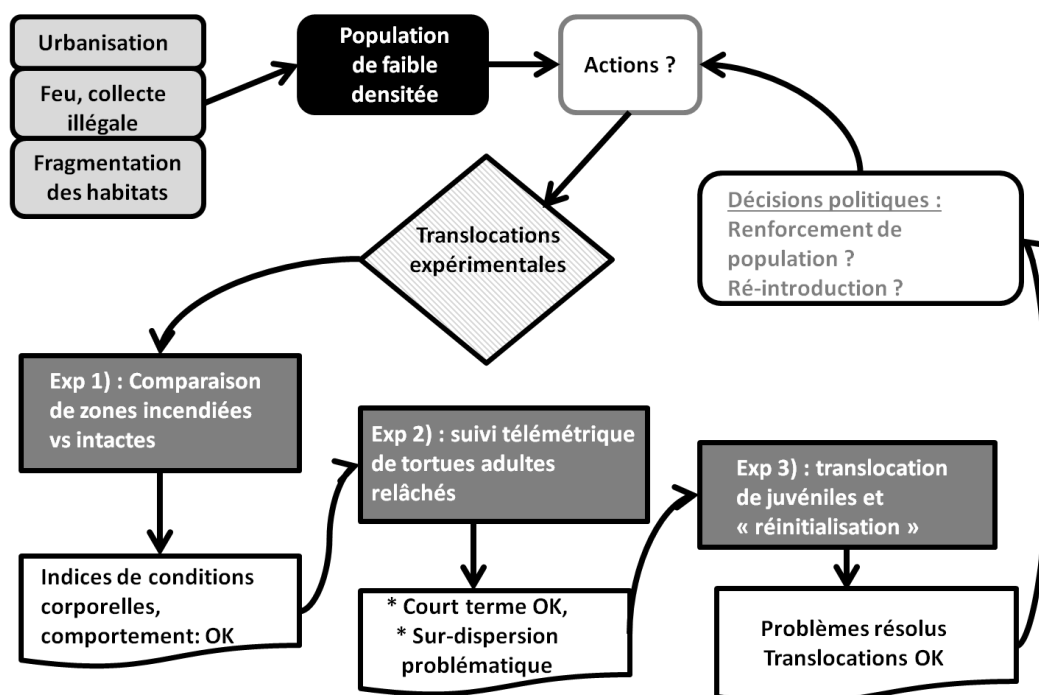 Urbanisation
Feu, collecte
illégale
Fragmentation
des habitats
Population
de faible
densitée
Actions ?
Translocations
expérimentales
Décisions politiques :
Renforcement de
population ?
Ré-introduction ?
Exp 1) : Comparaison
de zones incendiées
vs intactes
Indices de conditions
corporelles,
comportement: OK
Exp 2) : suivi télémétrique
de tortues adultes
relâchés
* Court terme OK,
* Sur-dispersion
problématique
Exp 3) : translocation
de juvéniles et
« réinitialisation »
Problèmes résolus
Translocations OK